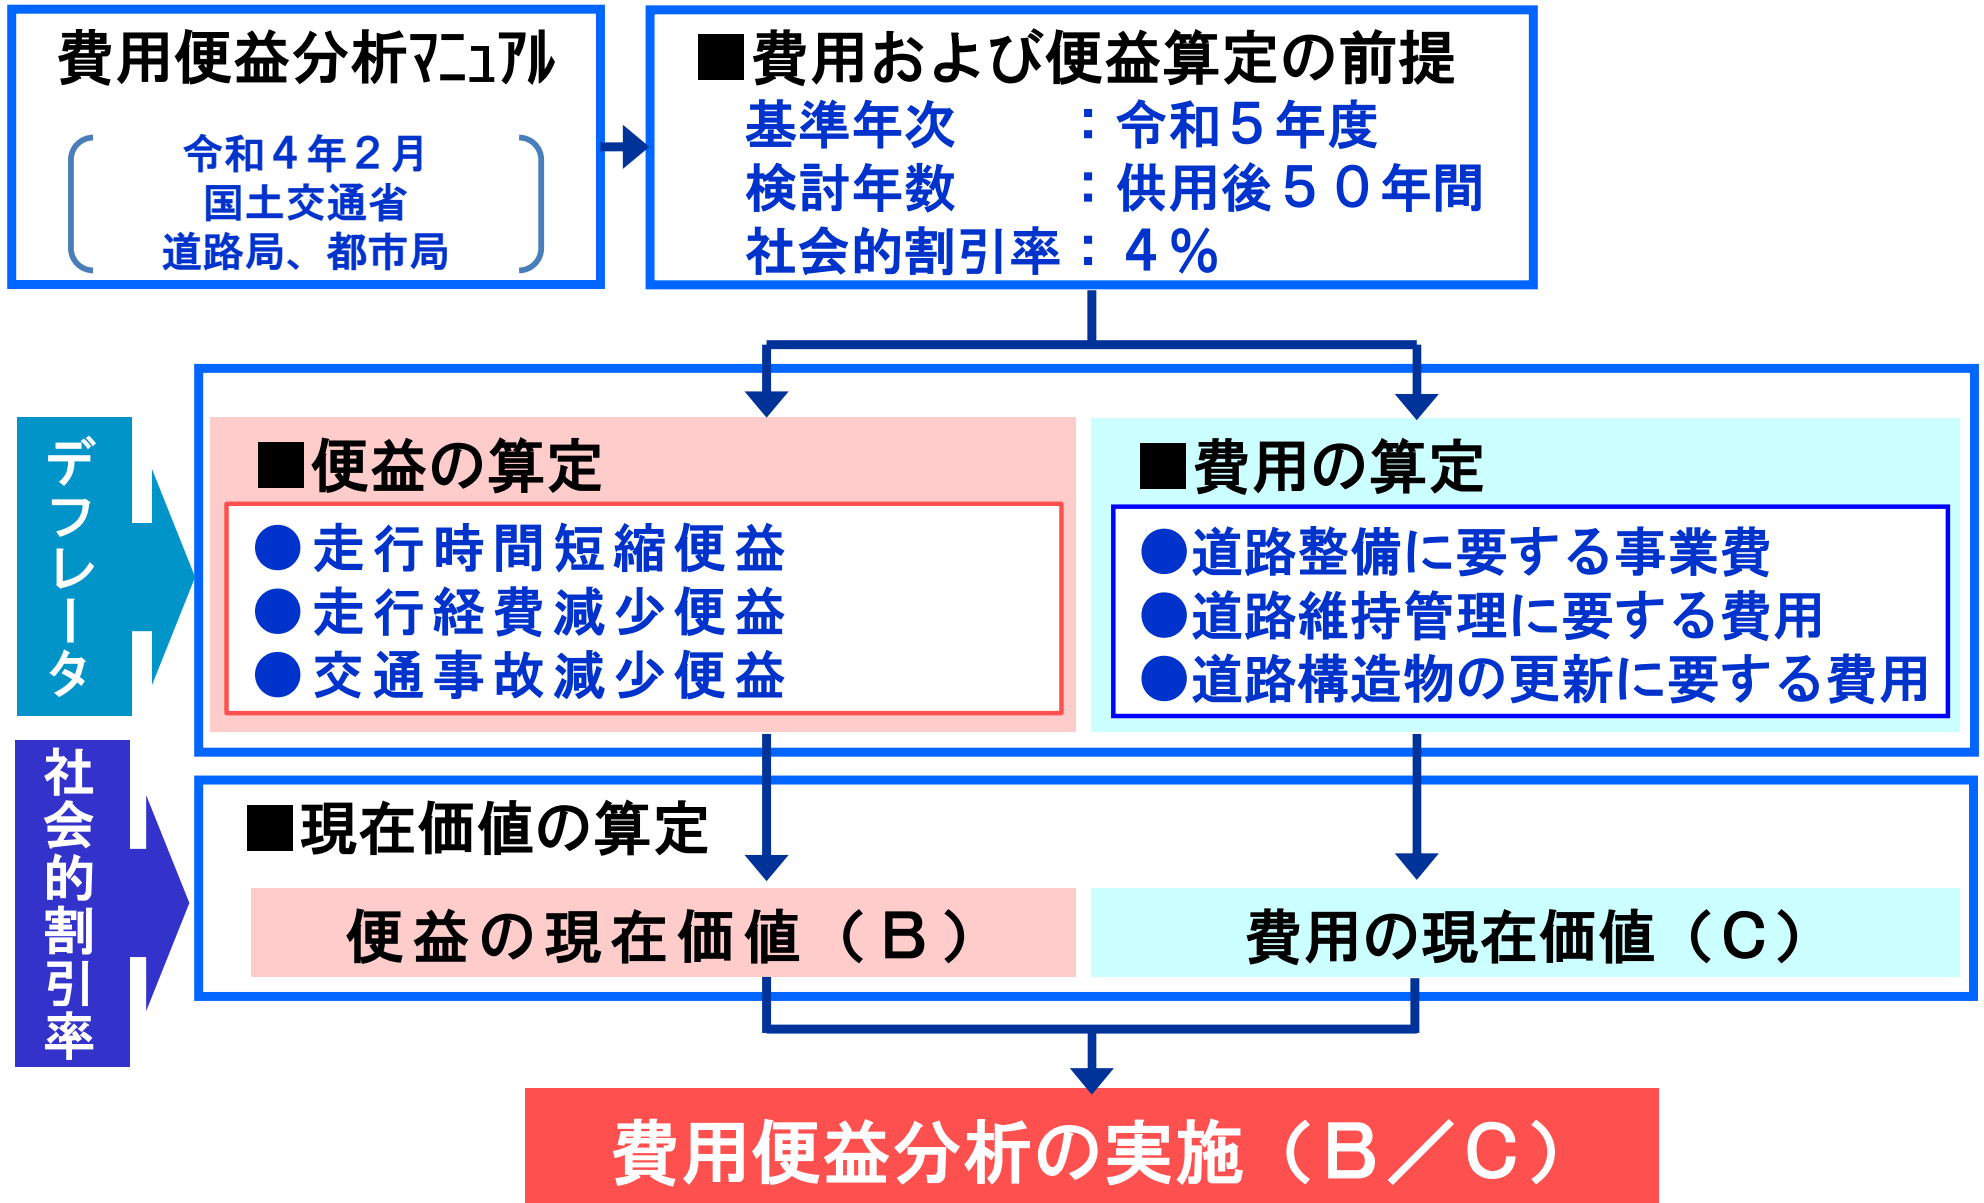 費用便益分析ﾏﾆｭｱﾙ
令和４年２月
国土交通省
道路局、都市局
■費用および便益算定の前提
基準年次　　：令和５年度
検討年数　　：供用後５０年間
社会的割引率：４％
デフレータ
■便益の算定
●走行時間短縮便益
●走行経費減少便益
●交通事故減少便益
■費用の算定
●道路整備に要する事業費
●道路維持管理に要する費用
●道路構造物の更新に要する費用
社会的割引率
■現在価値の算定
便益の現在価値（Ｂ）
費用の現在価値（Ｃ）
費用便益分析の実施（Ｂ／Ｃ）